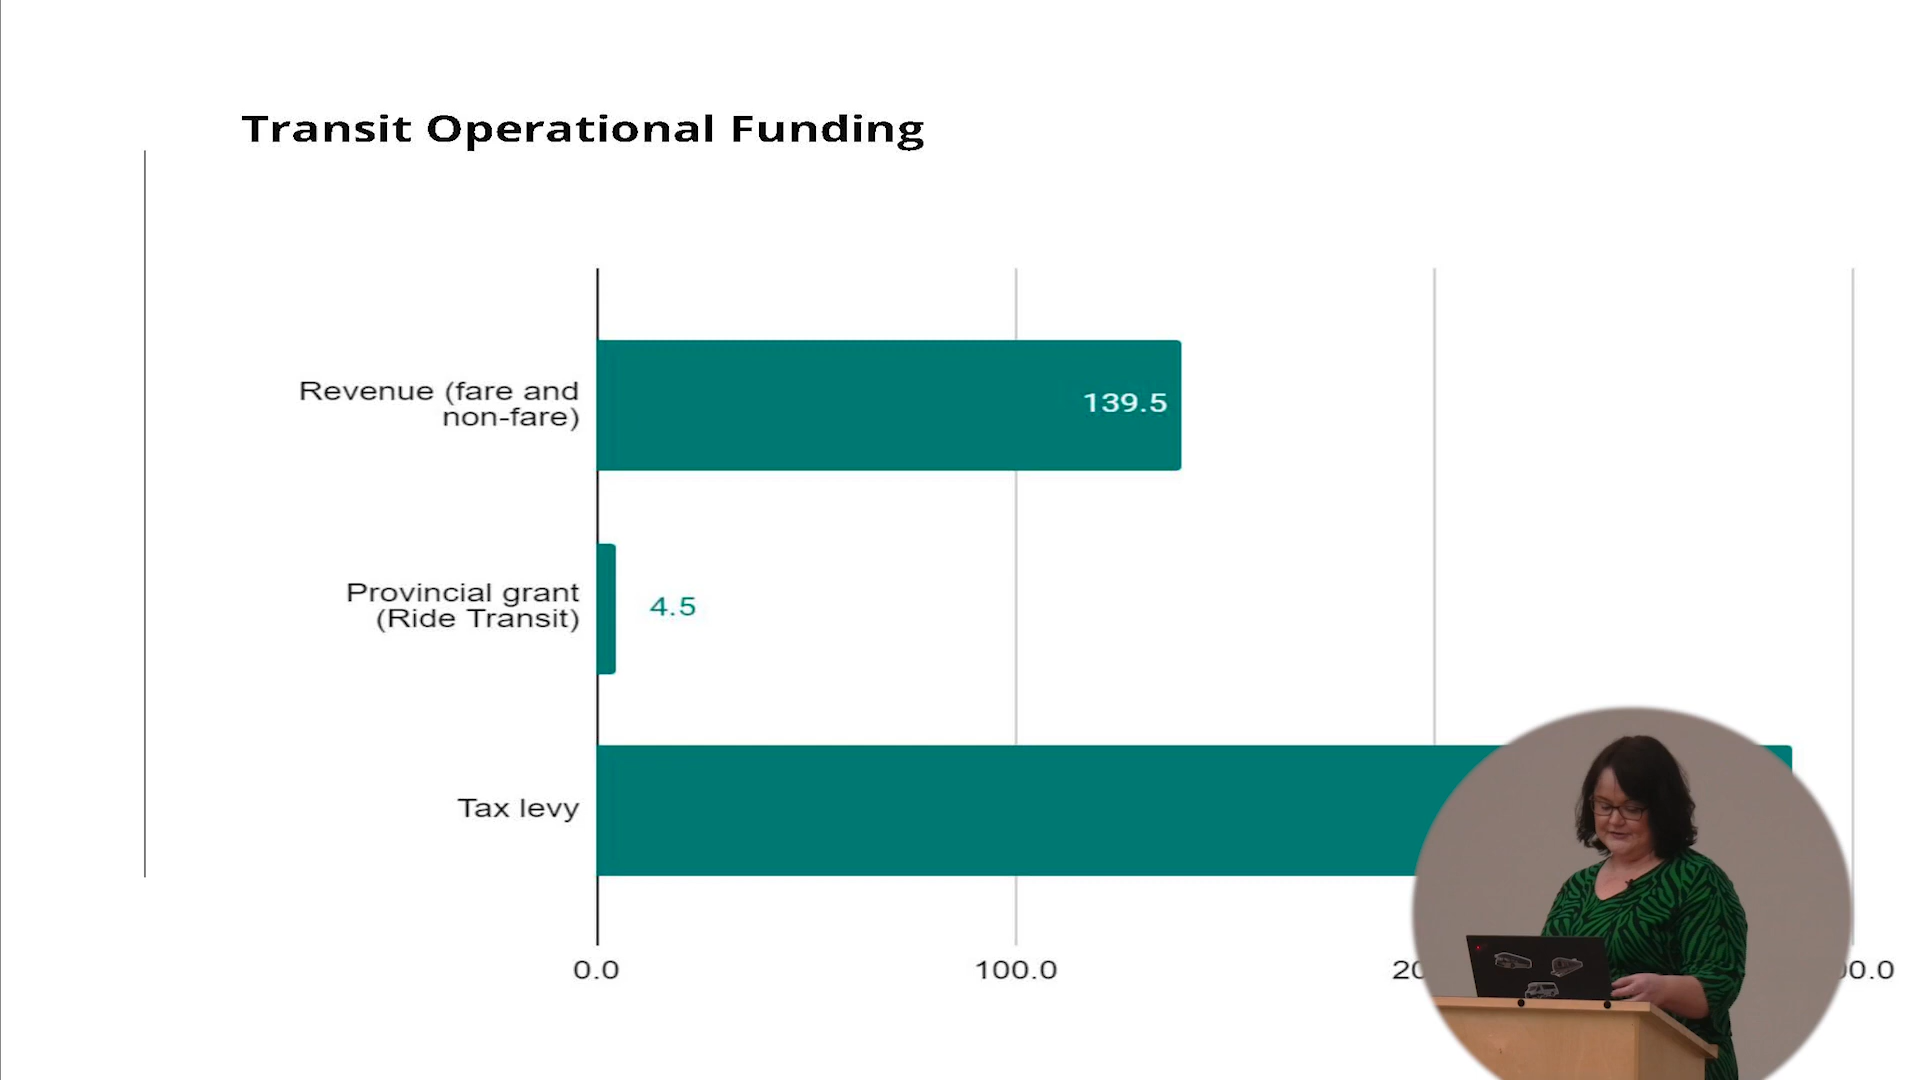 Transit Operational Funding
Revenue (fare and
non-fare)
139.5
Provincial grant
(Ride Transit)
4.5
Tax levy
0.0
100.0